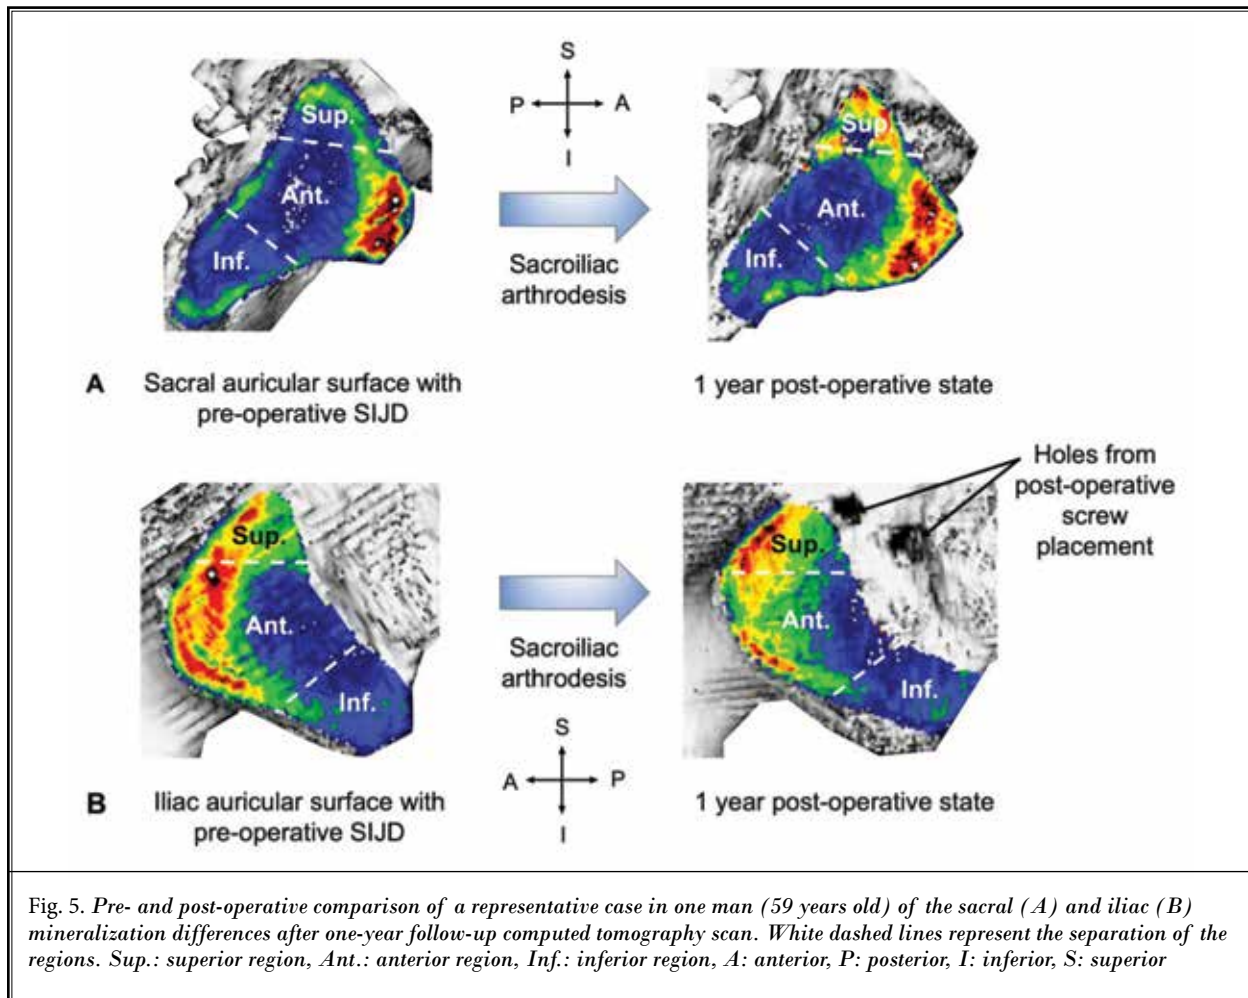 S
P A
I
Sup.
Ant.
Inf.
Sup.
Ant.
Inf.
Sacroiliac
arthrodesis
A Sacral auricular surface with
pre-operative SIJD
1 year post-operative state
Holes from
post-operative
screw
placement
Sup.
Ant.
Inf.
Sup.
Ant.
Inf.
Sacroiliac
arthrodesis
S
A P
I
B Iliac auricular surface with
pre-operative SIJD
1 year post-operative state
Fig. 5. Pre- and post-operative comparison of a representative case in one man (59 years old) of the sacral (A) and iliac (B)
mineralization differences after one-year follow-up computed tomography scan. White dashed lines represent the separation of the
regions. Sup.: superior region, Ant.: anterior region, Inf.: inferior region, A: anterior, P: posterior, I: inferior, S: superior